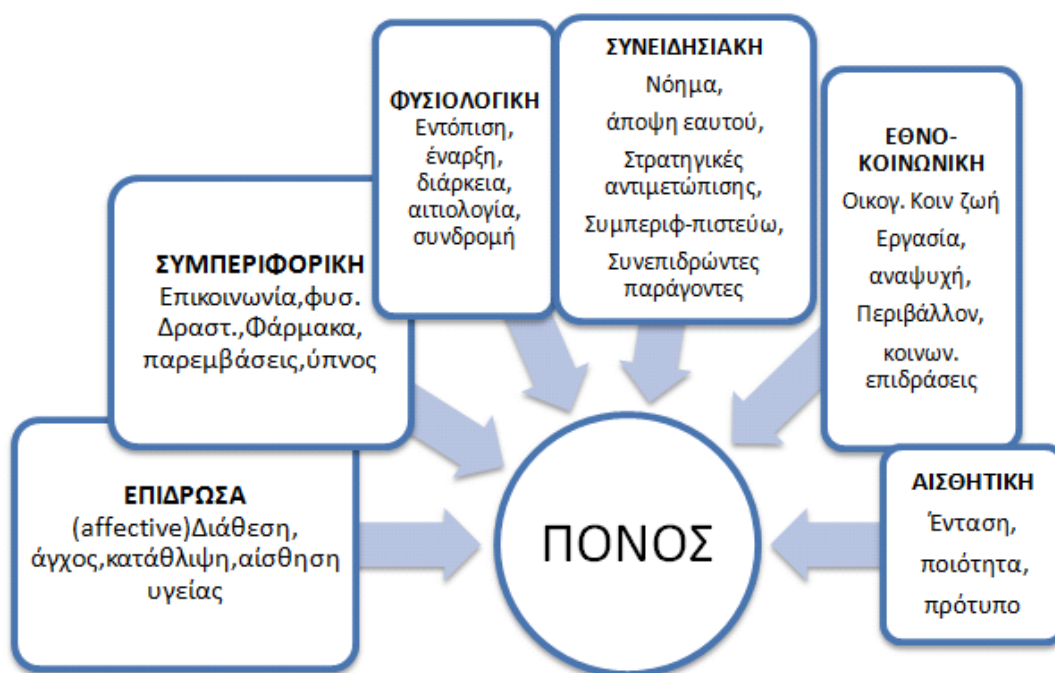 ΕΠΙΔΡΩΣΑ
(affective)Διάθεση,
άγχος,κατάθλιψη,αίσθηση
υγείας
ΣΥΜΠΕΡΙΦΟΡΙΚΗ
Επικοινωνία,φυσ.
Δραστ.,Φάρμακα,
παρεμβάσεις,ύπνος
ΦΥΣΙΟΛΟΓΙΚΗ
Εντόπιση,
έναρξη,
διάρκεια,
αιτιολογία,
συνδρομή
ΣΥΝΕΙΔΗΣΙΑΚΗ
Νόημα,
άποψη εαυτού,
Στρατηγικές
αντιμετώπισης,
Συμπεριφ-πιστεύω,
Συνεπιδρώντες
παράγοντες
ΕΘΝΟ-
ΚΟΙΝΩΝΙΚΗ
Οικογ. Κοιν ζωή
Εργασία,
αναψυχή,
Περιβάλλον,
κοινων.
επιδράσεις
ΑΙΣΘΗΤΙΚΗ
Ένταση,
ποιότητα,
πρότυπο
ΠΟΝΟΣ